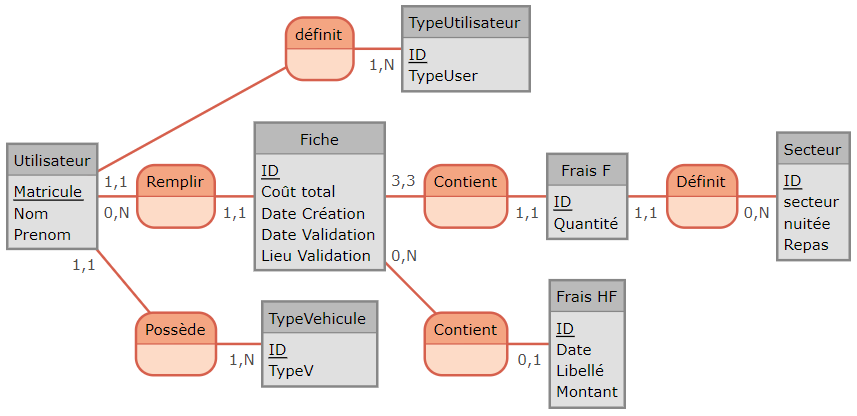 TypeUtilisateur
ID
TypeUser
définit
1,N
Utilisateur
Matricule
Nom
Prenom
1,1
0,N
1,1
Remplir
1,1
Fiche
ID
Coût total
Date Création
Date Validation
Lieu Validation
3,3
0,N
Contient
1,1
Frais F
ID
Quantité
1,1
Définit
0,N
Secteur
ID
secteur
nuitée
Repas
Possède
1,N
TypeVehicule
ID
TypeV
Contient
0,1
Frais HF
ID
Date
Libellé
Montant